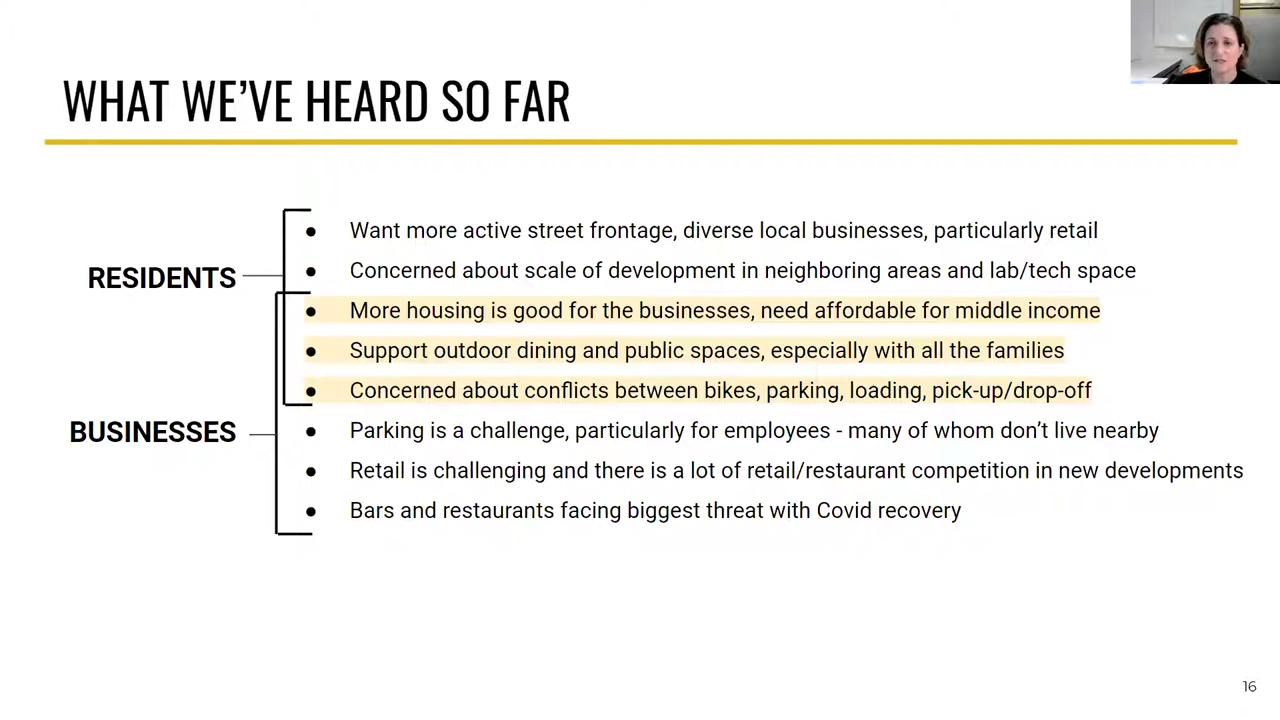 WHAT WE'VE HEARD SO FAR
RESIDENTS
● Want more active street frontage, diverse local businesses, particularly retail
● Concerned about scale of development in neighboring areas and lab/tech space
● More housing is good for the businesses, need affordable for middle income
● Support outdoor dining and public spaces, especially with all the families
● Concerned about conflicts between bikes, parking, loading, pick-up/drop-off
BUSINESSES
● Parking is a challenge, particularly for employees - many of whom don't live nearby
● Retail is challenging and there is a lot of retail/restaurant competition in new developments
● Bars and restaurants facing biggest threat with Covid recovery
16